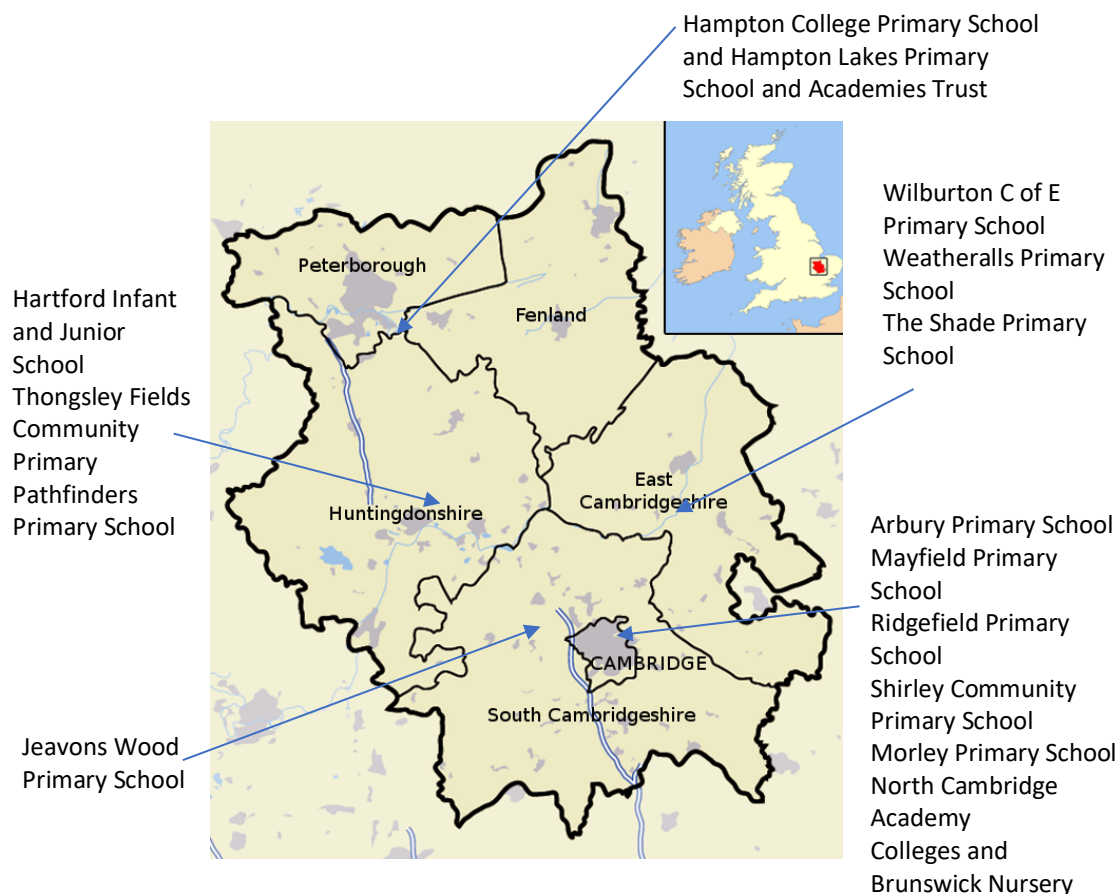 Hampton College Primary School
and Hampton Lakes Primary
School and Academies Trust
Wilburton C of E
Primary School
Weatheralls Primary
School
The Shade Primary
School
Peterborough
Fenland
Hartford Infant
and Junior
School
Thongsley Fields
Community
Primary
Pathfinders
Primary School
East
Cambridgeshire
Huntingdonshire
Arbury Primary School
Mayfield Primary
School
Ridgefield Primary
School
Shirley Community
Primary School
Morley Primary School
North Cambridge
Academy
Colleges and
Brunswick Nursery
CAMBRIDGE
South Cambridgeshire
Jeavons Wood
Primary School